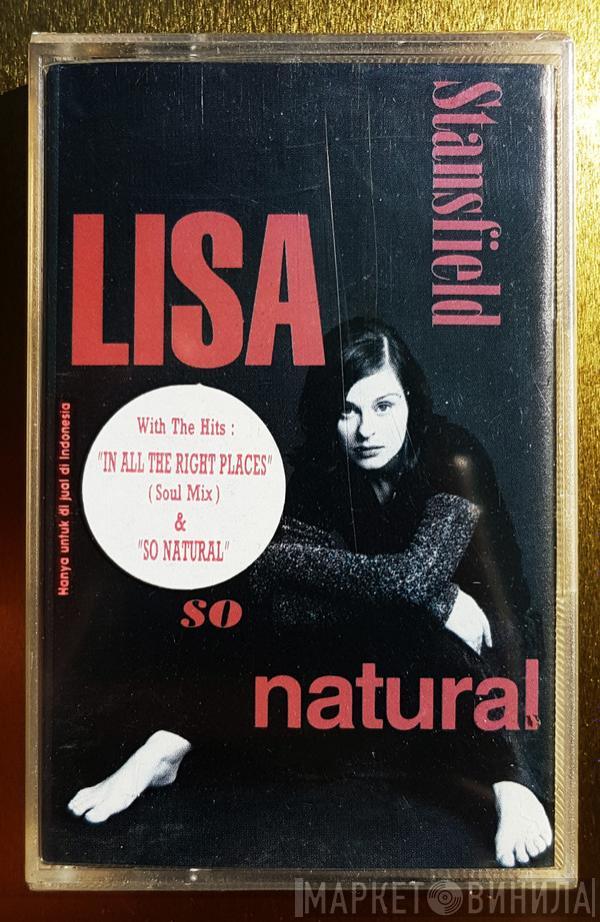 Stansfield
LISA
With The Hits :
"IN ALL THE RIGHT PLACES"
(Soul Mix)
&
"SO NATURAL"
Hanya untuk di jual di Indonesia
so
natural
МАРКЕТ ВИНИЛА